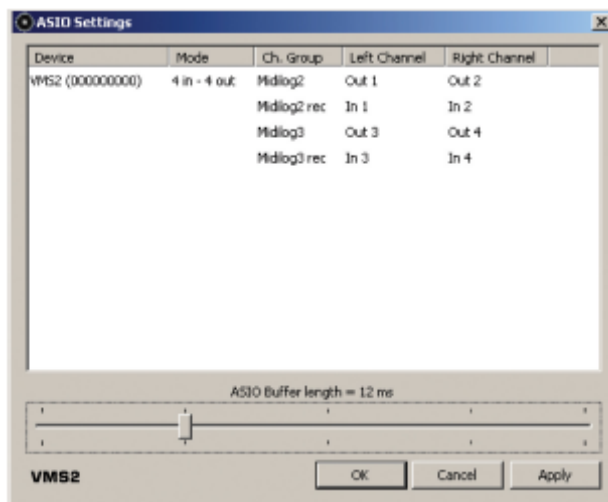 ASIO Settings
Device Mode Ch. Group Left Channel Right Channel
VMS2 (000000000) 4 in - 4 out Midilog2 Out 1 Out 2
Midilog2 rec In 1 In 2
Midilog3 Out 3 Out 4
Midilog3 rec In 3 In 4
ASIO Buffer length = 12 ms
VMS2 OK Cancel Apply